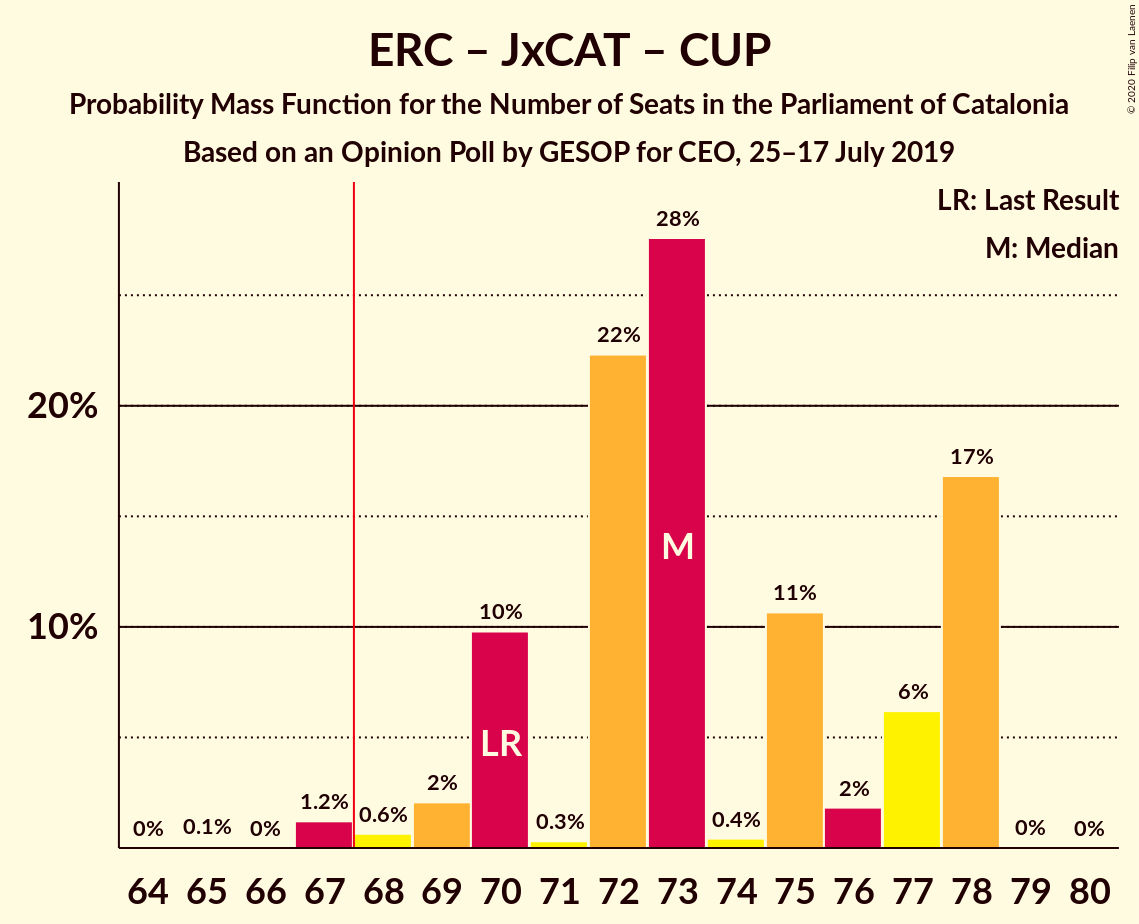 ERC – JxCAT – CUP
Probability Mass Function for the Number of Seats in the Parliament of Catalonia
Based on an Opinion Poll by GESOP for CEO, 25–17 July 2019
© 2020 Filip van Laenen
LR: Last Result
M: Median
20%
10%
0%
0.1%
0%
1.2%
0.6%
2%
10%
0.3%
22%
28%
0.4%
11%
2%
6%
17%
0%
0%
LR
M
64 65 66 67 68 69 70 71 72 73 74 75 76 77 78 79 80